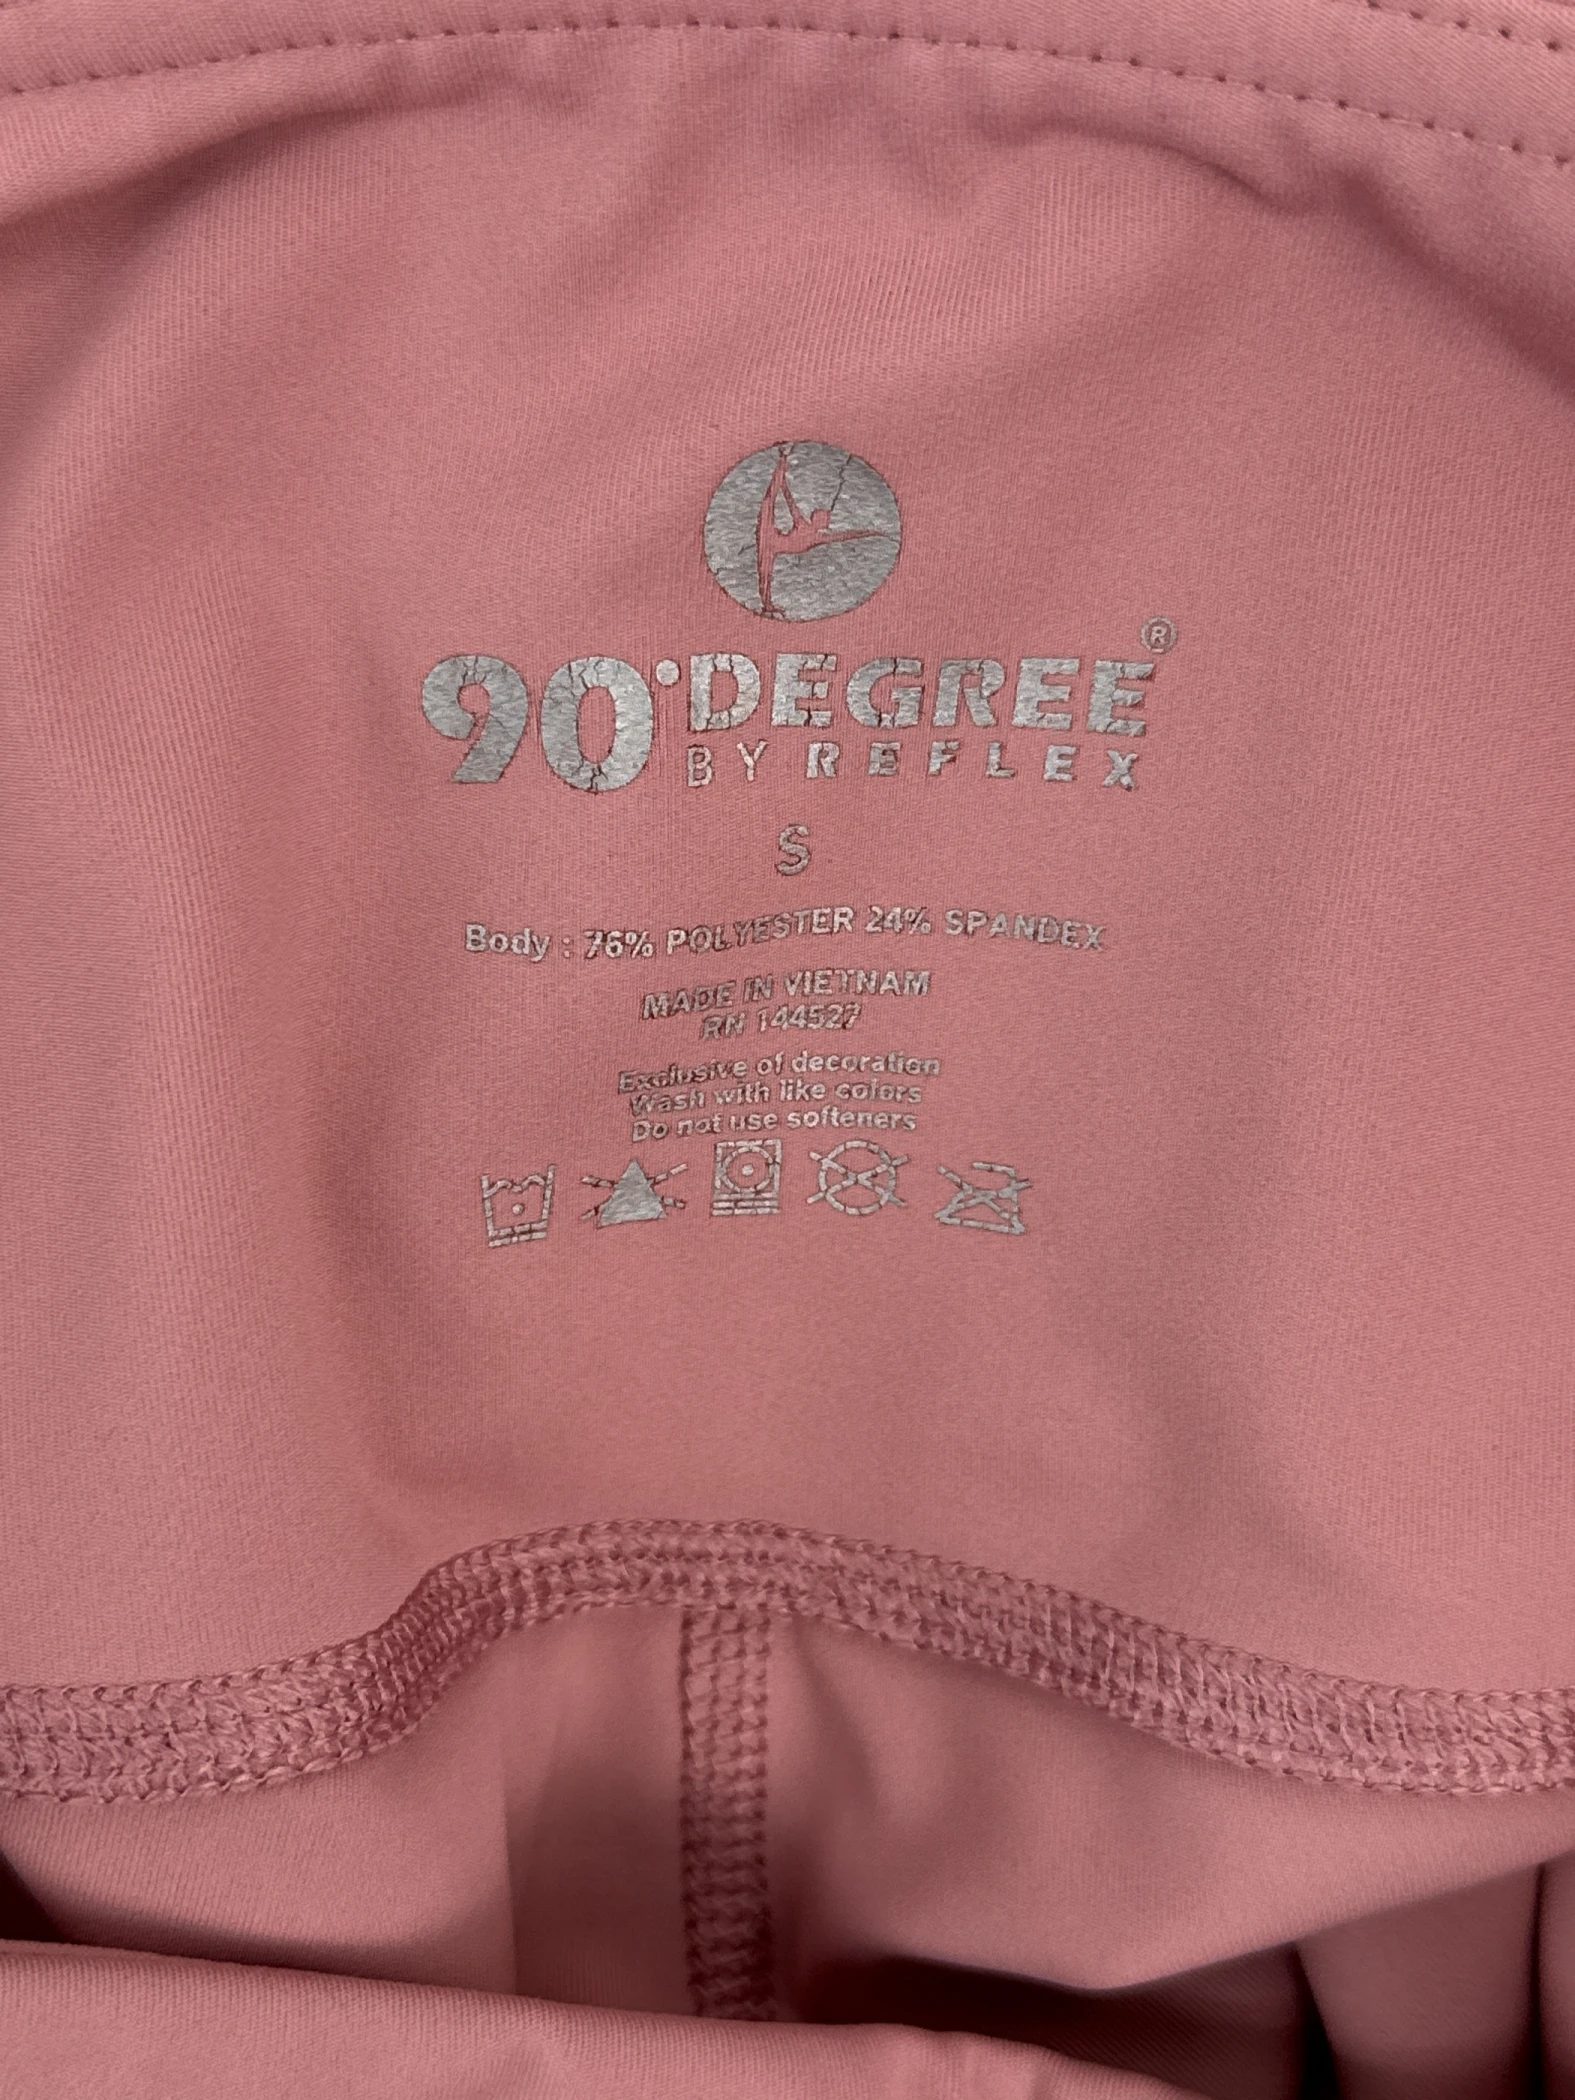 90°DEGREE®
BY REFLEX
S
Body : 76% POLYESTER 24% SPANDEX
MADE IN VIETNAM
RN 144527
Exclusive of decoration
Wash with like colors
Do not use softeners